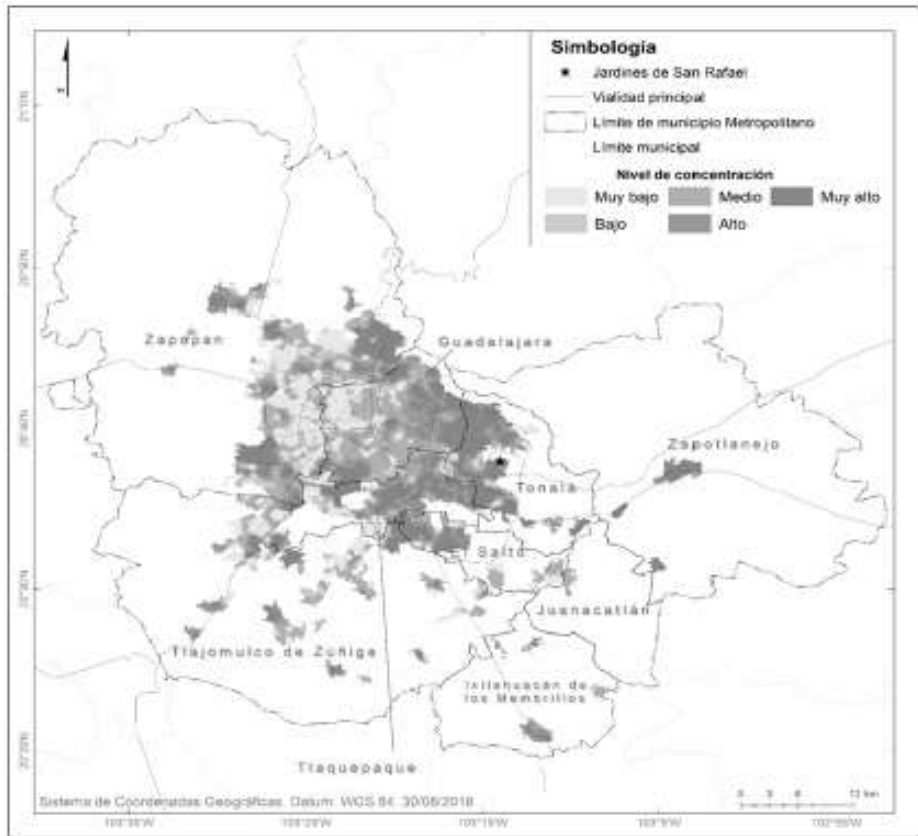 Simbología
Jardines de San Rafael
Vialidad principal
Límite de municipio Metropolitano
Límite municipal
Nivel de concentración
Muy bajo
Medio
Muy alto
Bajo
Alto
Zapopan
Guadalajara
Zapotlanejo
Tonalá
Salto
Juanacatlán
Tlajomulco de Zúñiga
Ixtlahuacán de
los Membrillos
Tlaquepaque
Sistema de Coordenadas Geográficas. Datum: WGS 84. 30/08/2018
12 km